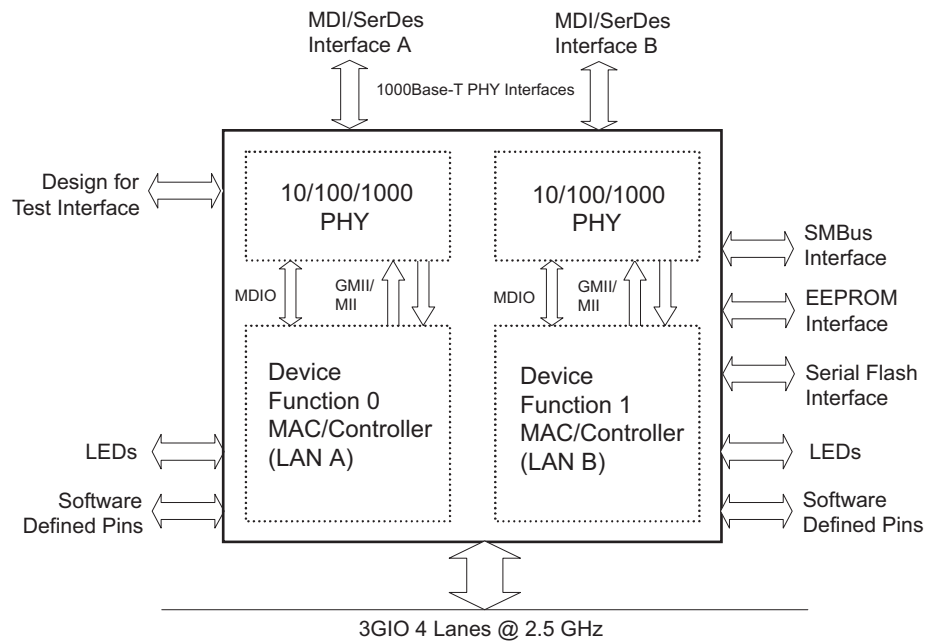 MDI/SerDes
Interface A
MDI/SerDes
Interface B
1000Base-T PHY Interfaces
Design for
Test Interface
10/100/1000
PHY
10/100/1000
PHY
SMBus
Interface
MDIO
GMII/
MII
MDIO
GMII/
MII
EEPROM
Interface
Device
Function 0
MAC/Controller
(LAN A)
Device
Function 1
MAC/Controller
(LAN B)
Serial Flash
Interface
LEDs
LEDs
Software
Defined Pins
Software
Defined Pins
3GIO 4 Lanes @ 2.5 GHz